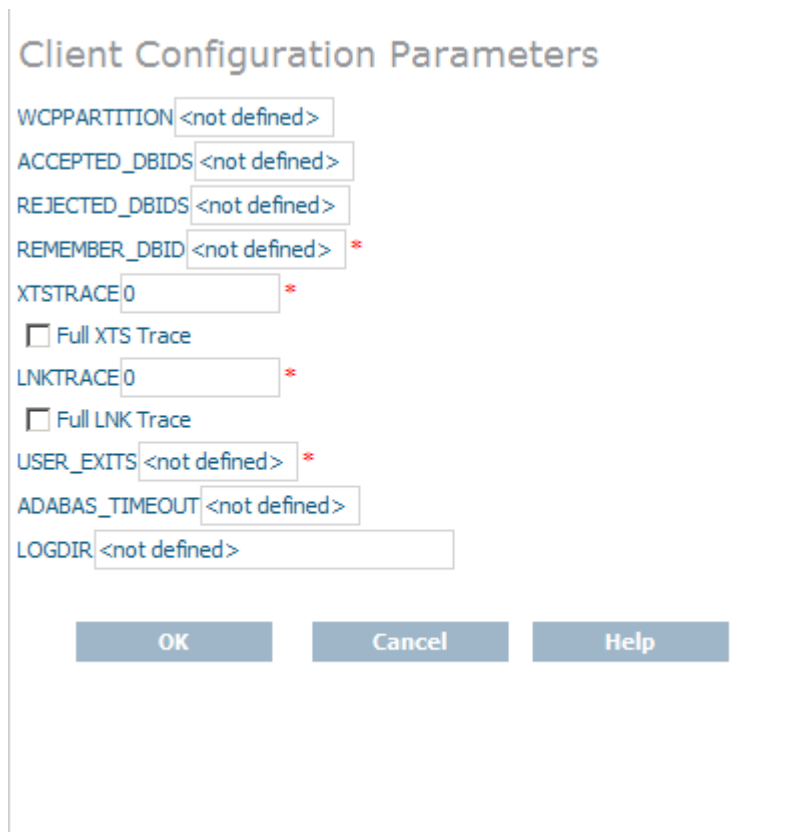 Client Configuration Parameters
WCPPARTITION <not defined>
ACCEPTED_DBIDS <not defined>
REJECTED_DBIDS <not defined>
REMEMBER_DBID <not defined> *
XTSTRACE 0 *
Full XTS Trace
LNKTRACE 0 *
Full LNK Trace
USER_EXITS <not defined> *
ADABAS_TIMEOUT <not defined>
LOGDIR <not defined>
OK Cancel Help